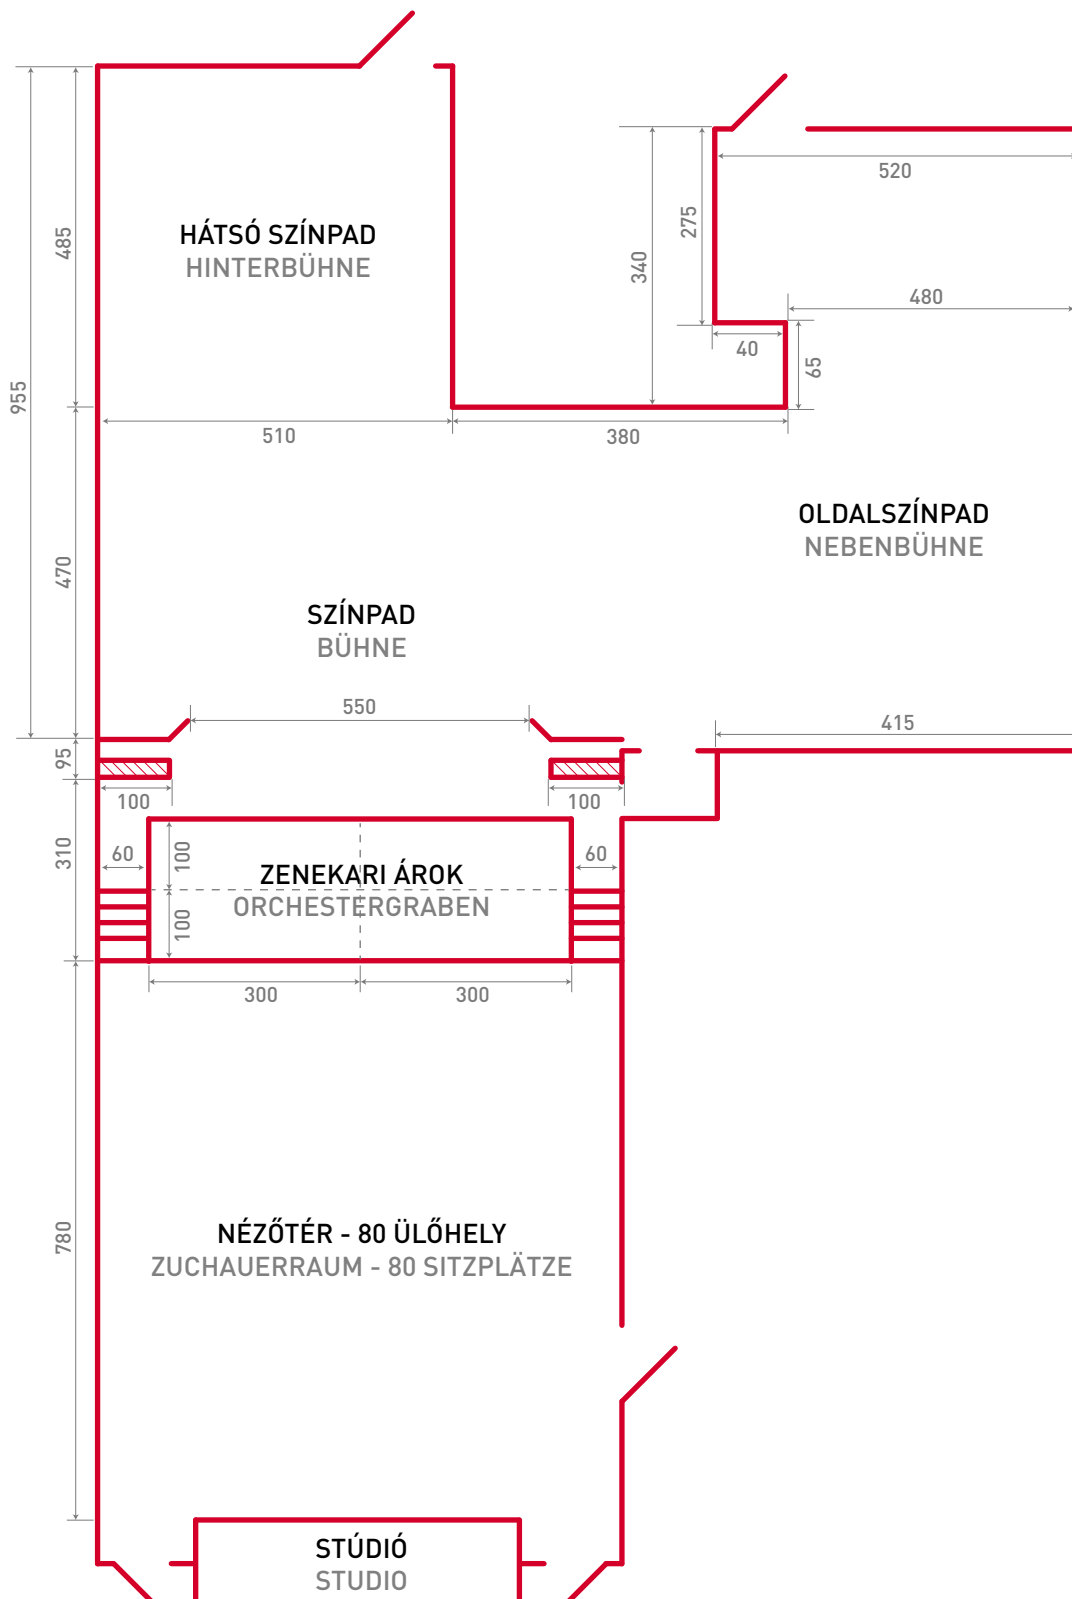 520
HÁTSÓ SZÍNPAD
HINTERBÜHNE
485
275
340
480
40
65
955
510
380
OLDALSZÍNPAD
NEBENBÜHNE
470
SZÍNPAD
BÜHNE
550
415
95
100
100
310
60
100
60
ZENEKARI ÁROK
ORCHESTERGRABEN
100
300
300
780
NÉZŐTÉR - 80 ÜLŐHELY
ZUCHAUERRAUM - 80 SITZPLÄTZE
STÚDIÓ
STUDIO